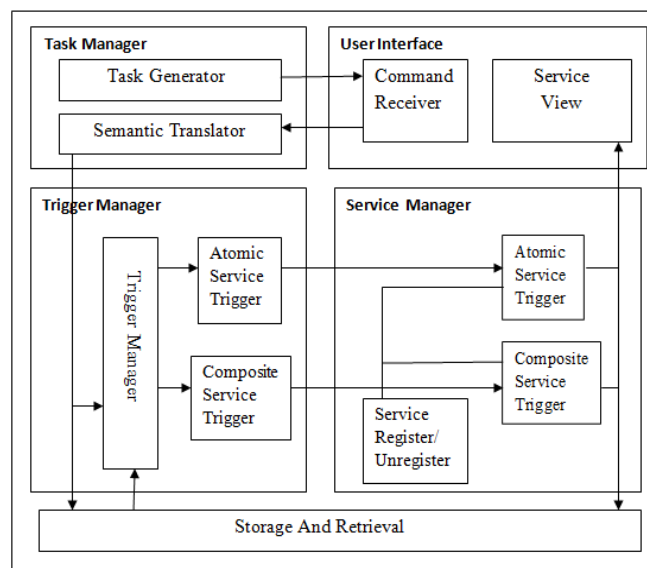 Task Manager
Task Generator
Semantic Translator
User Interface
Command
Receiver
Service
View
Trigger Manager
Trigger Manager
Atomic
Service
Trigger
Composite
Service
Trigger
Service Manager
Atomic
Service
Trigger
Composite
Service
Trigger
Service
Register/
Unregister
Storage And Retrieval